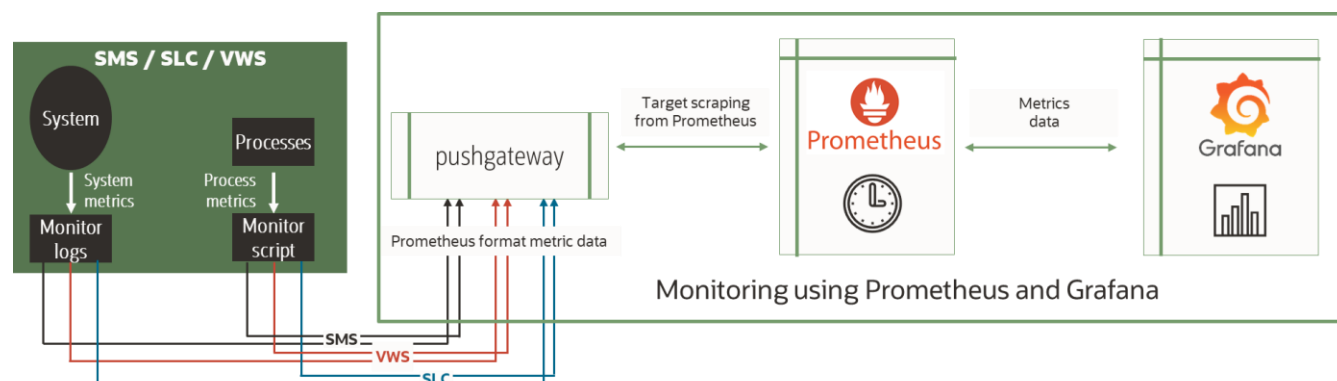 SMS / SLC / VWS
System
Processes
System
metrics
Process
metrics
Monitor
logs
Monitor
script
pushgateway
Prometheus format metric data
Target scraping
from Prometheus
Prometheus
Metrics
data
Grafana
Monitoring using Prometheus and Grafana
SMS
VWS
SLC